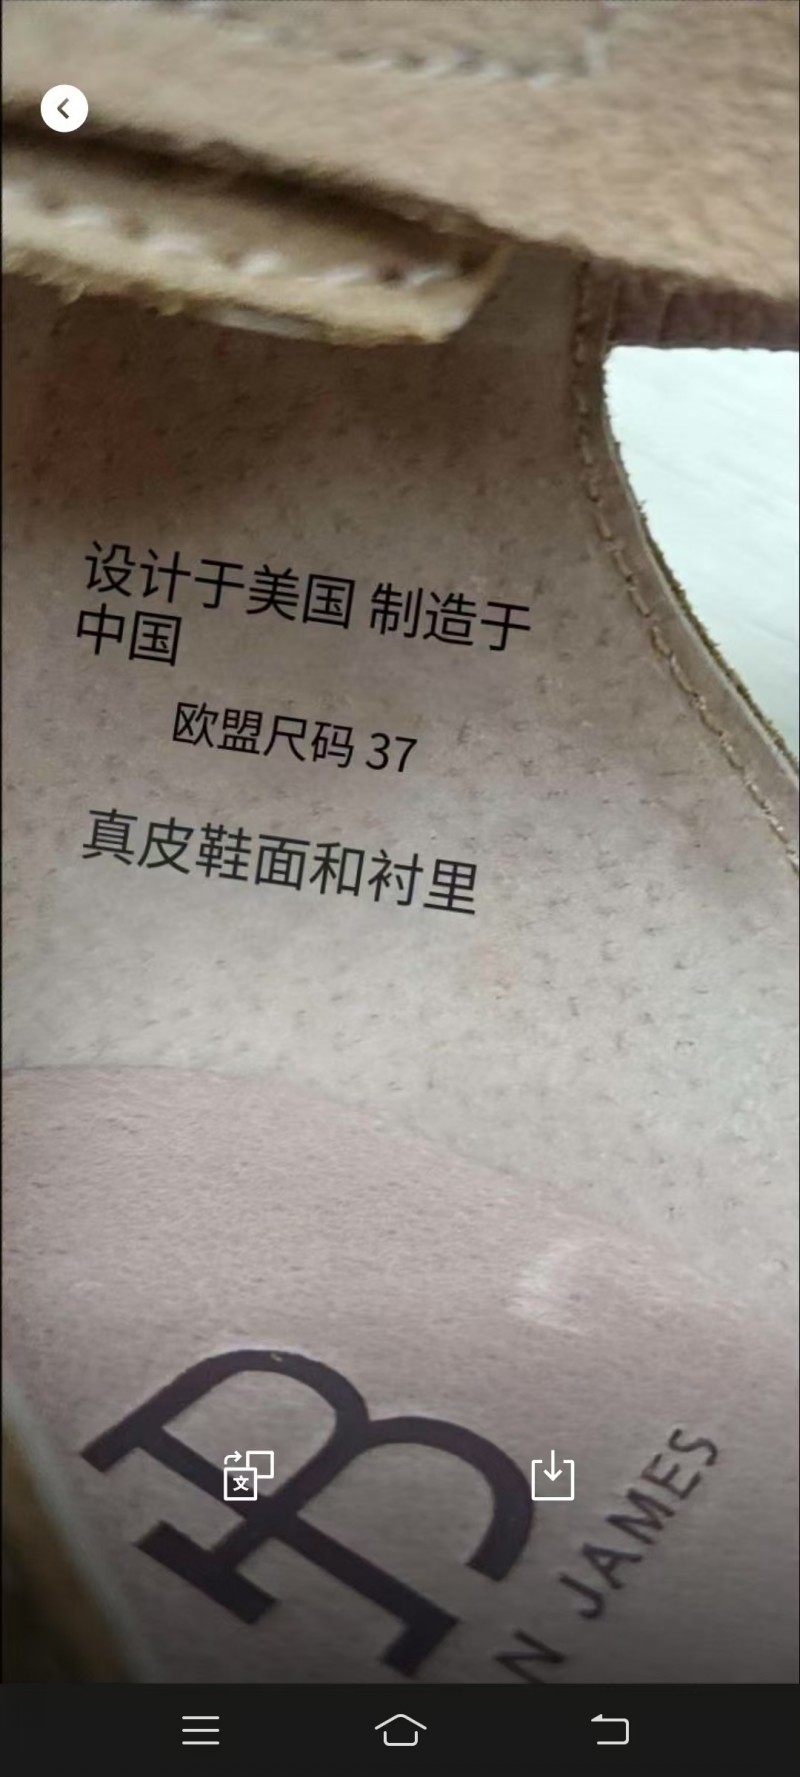 设计于美国 制造于
中国
欧盟尺码 37
真皮鞋面和衬里
N JAMES
文